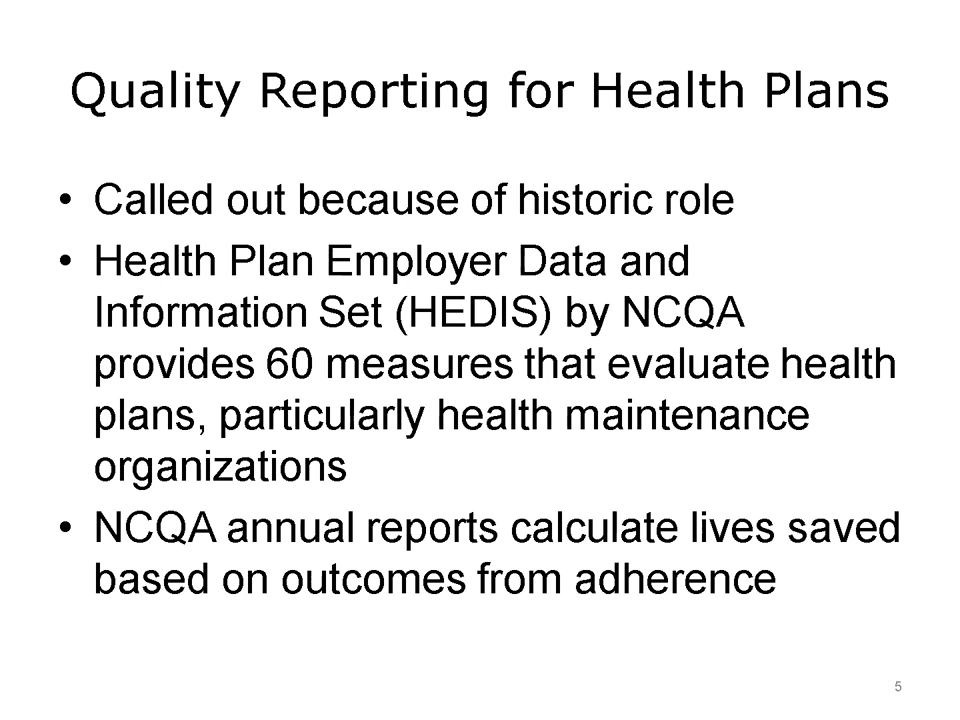 Quality Reporting for Health Plans
• Called out because of historic role
• Health Plan Employer Data and
Information Set (HEDIS) by NCQA
provides 60 measures that evaluate health
plans, particularly health maintenance
organizations
• NCQA annual reports calculate lives saved
based on outcomes from adherence
5